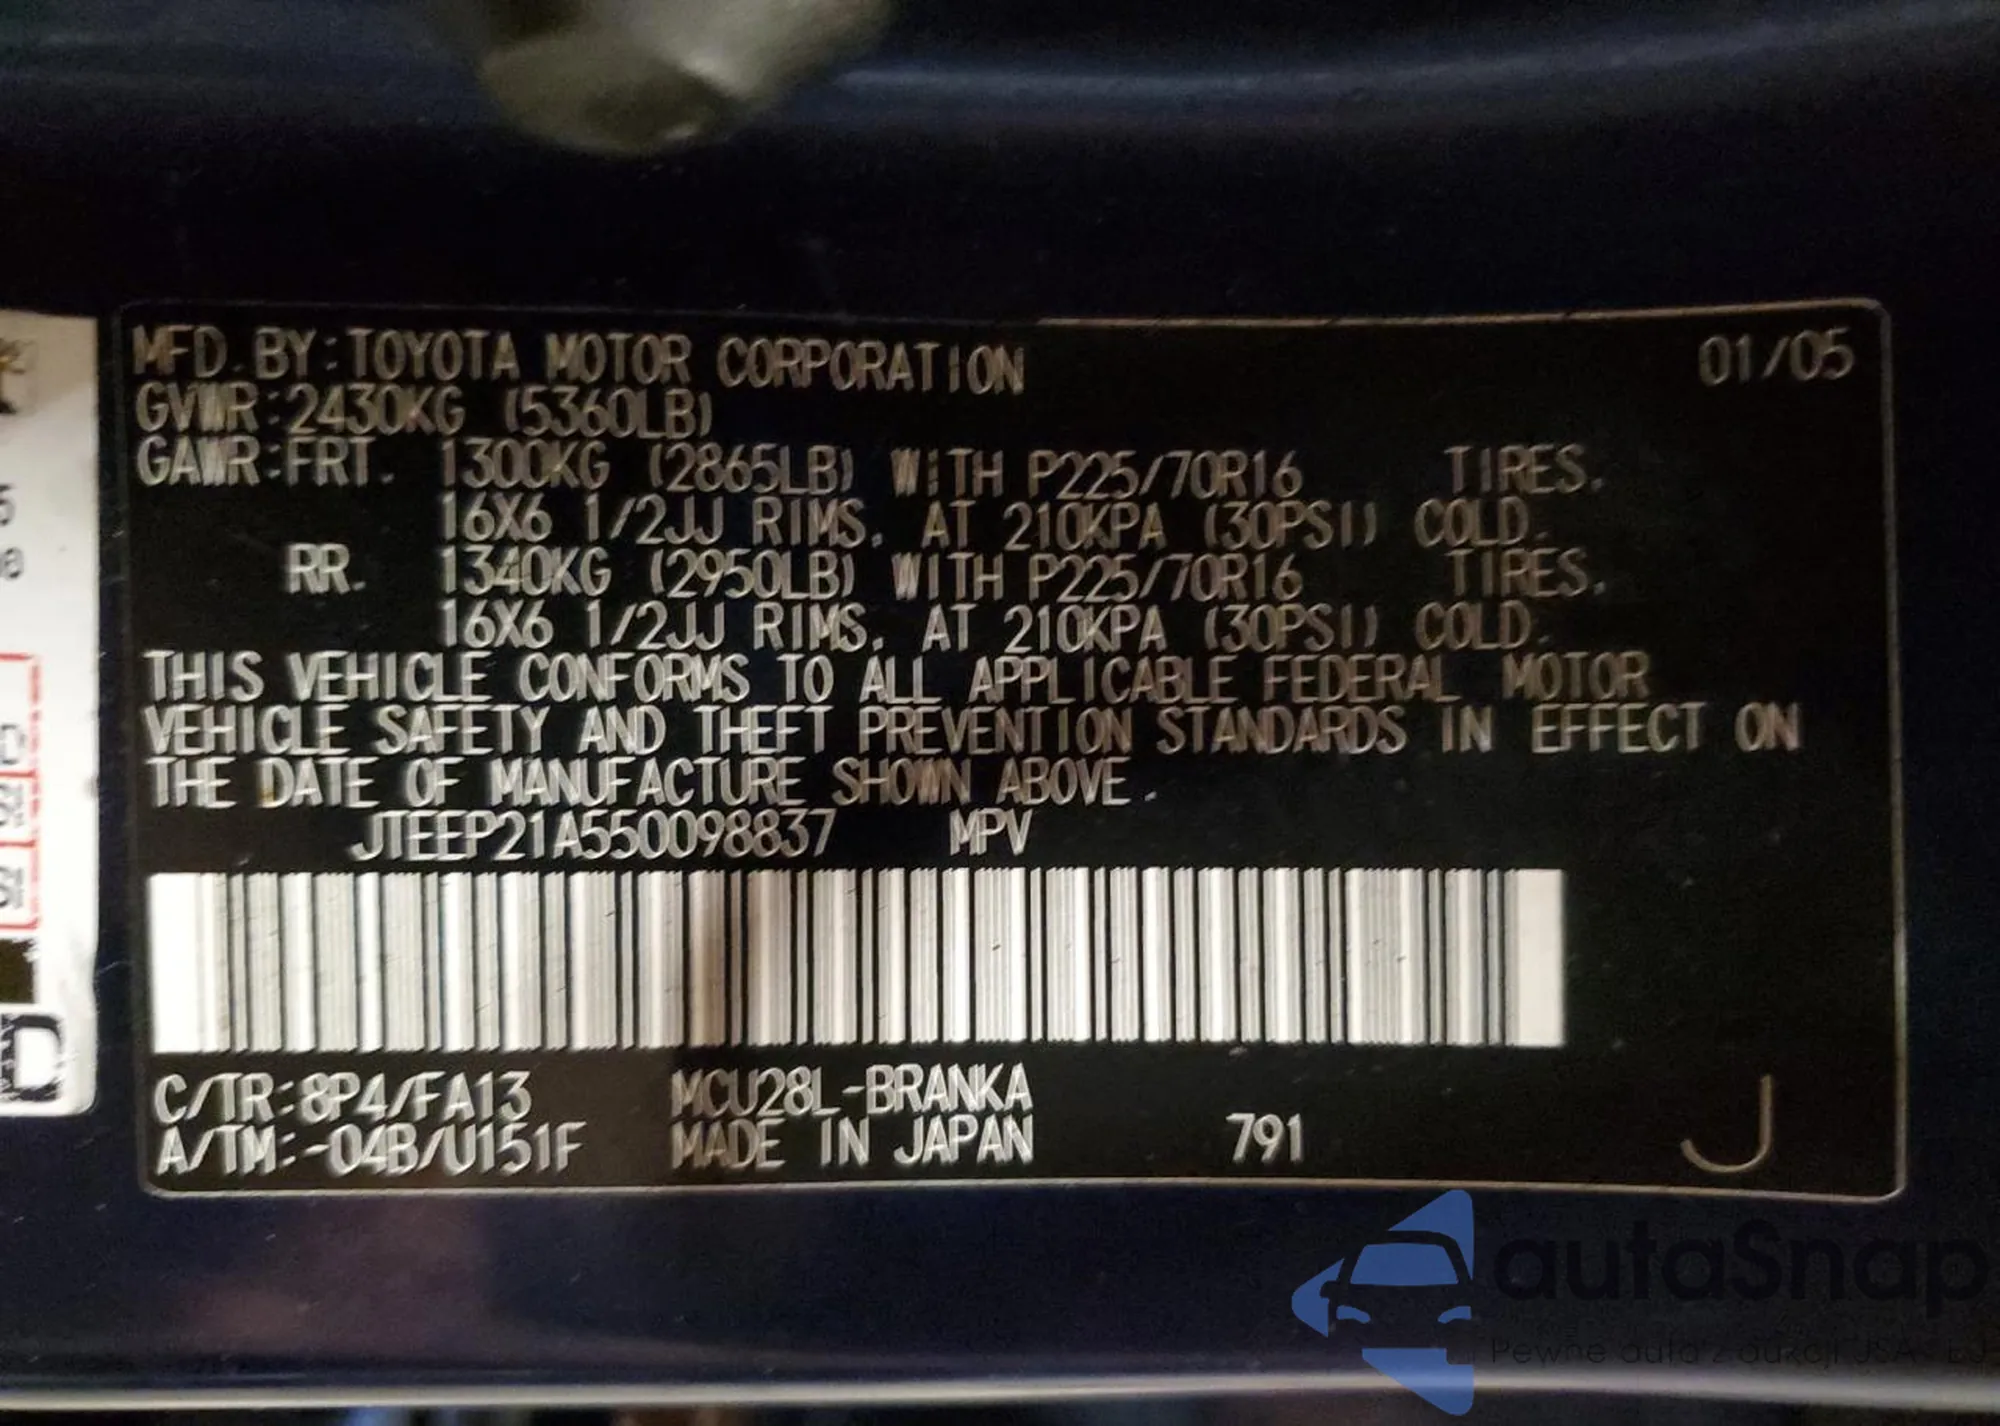 MFD. BY: TOYOTA MOTOR CORPORATION 01/05
GVWR: 2430KG (5360LB)
GAWR: FRT. 1300KG (2865LB) WITH P225/70R16 TIRES.
16X6 1/2JJ RIMS, AT 210KPA (30PSI) COLD.
RR. 1340KG (2950LB) WITH P225/70R16 TIRES,
16X6 1/2JJ RIMS, AT 210KPA (30PSI) COLD.
THIS VEHICLE CONFORMS TO ALL APPLICABLE FEDERAL MOTOR
VEHICLE SAFETY AND THEFT PREVENTION STANDARDS IN EFFECT ON
THE DATE OF MANUFACTURE SHOWN ABOVE.
JTEEP21A550098837 MPV
C/TR: 8P4/FA13 MCU28L-BRANKA
A/TM: -04B/U151F MADE IN JAPAN 791 J
autaSnap
Pewne auta z aukcji USA